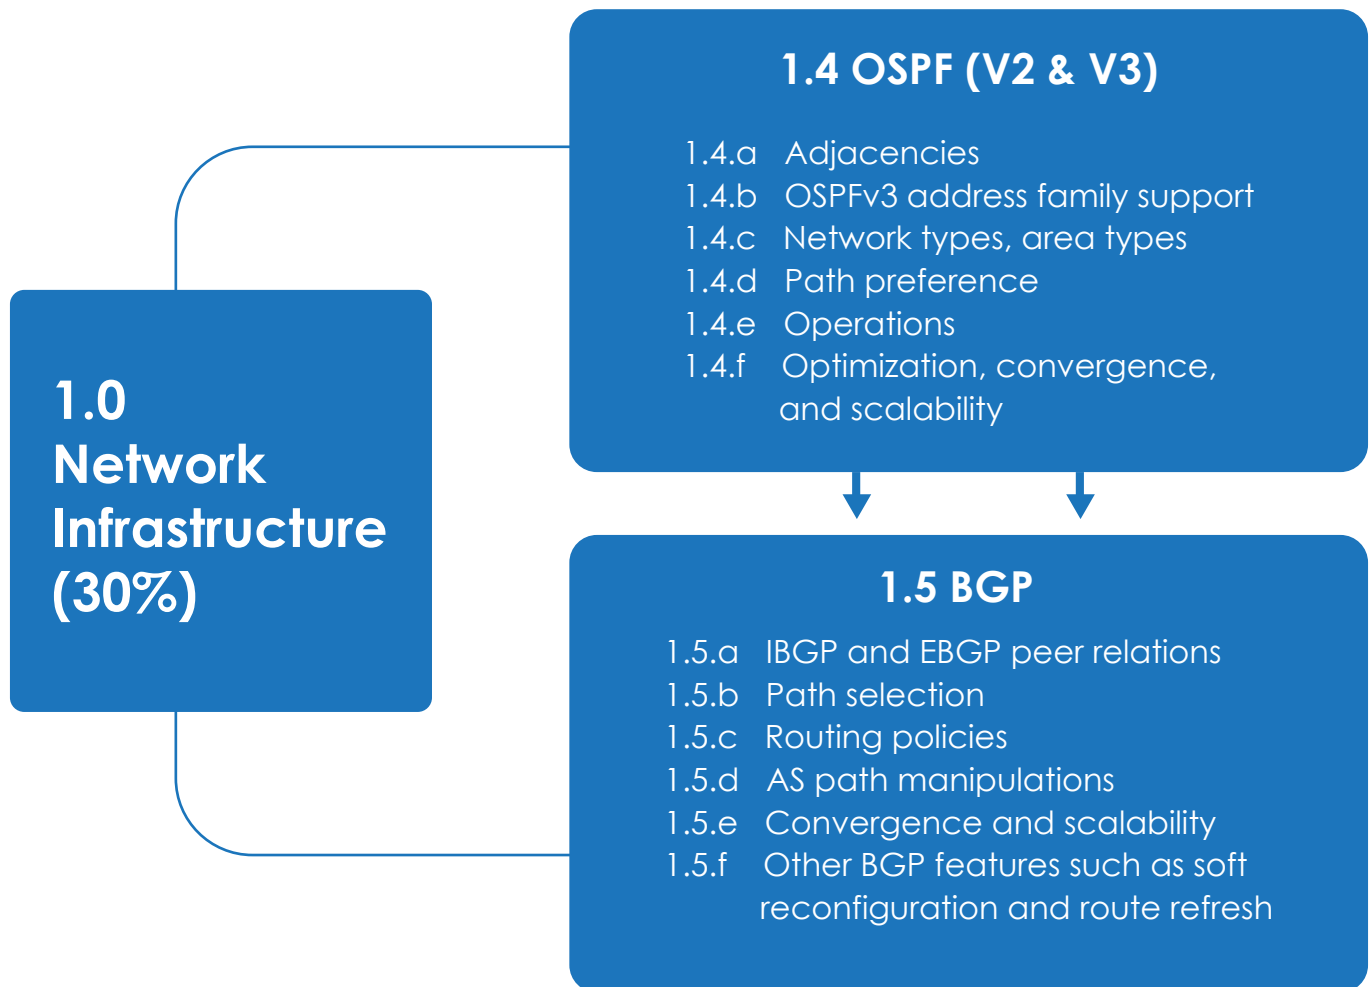 1.0
Network
Infrastructure
(30%)
1.4 OSPF (V2 & V3)
1.4.a Adjacencies
1.4.b OSPFv3 address family support
1.4.c Network types, area types
1.4.d Path preference
1.4.e Operations
1.4.f Optimization, convergence,
and scalability
1.5 BGP
1.5.a IBGP and EBGP peer relations
1.5.b Path selection
1.5.c Routing policies
1.5.d AS path manipulations
1.5.e Convergence and scalability
1.5.f Other BGP features such as soft
reconfiguration and route refresh